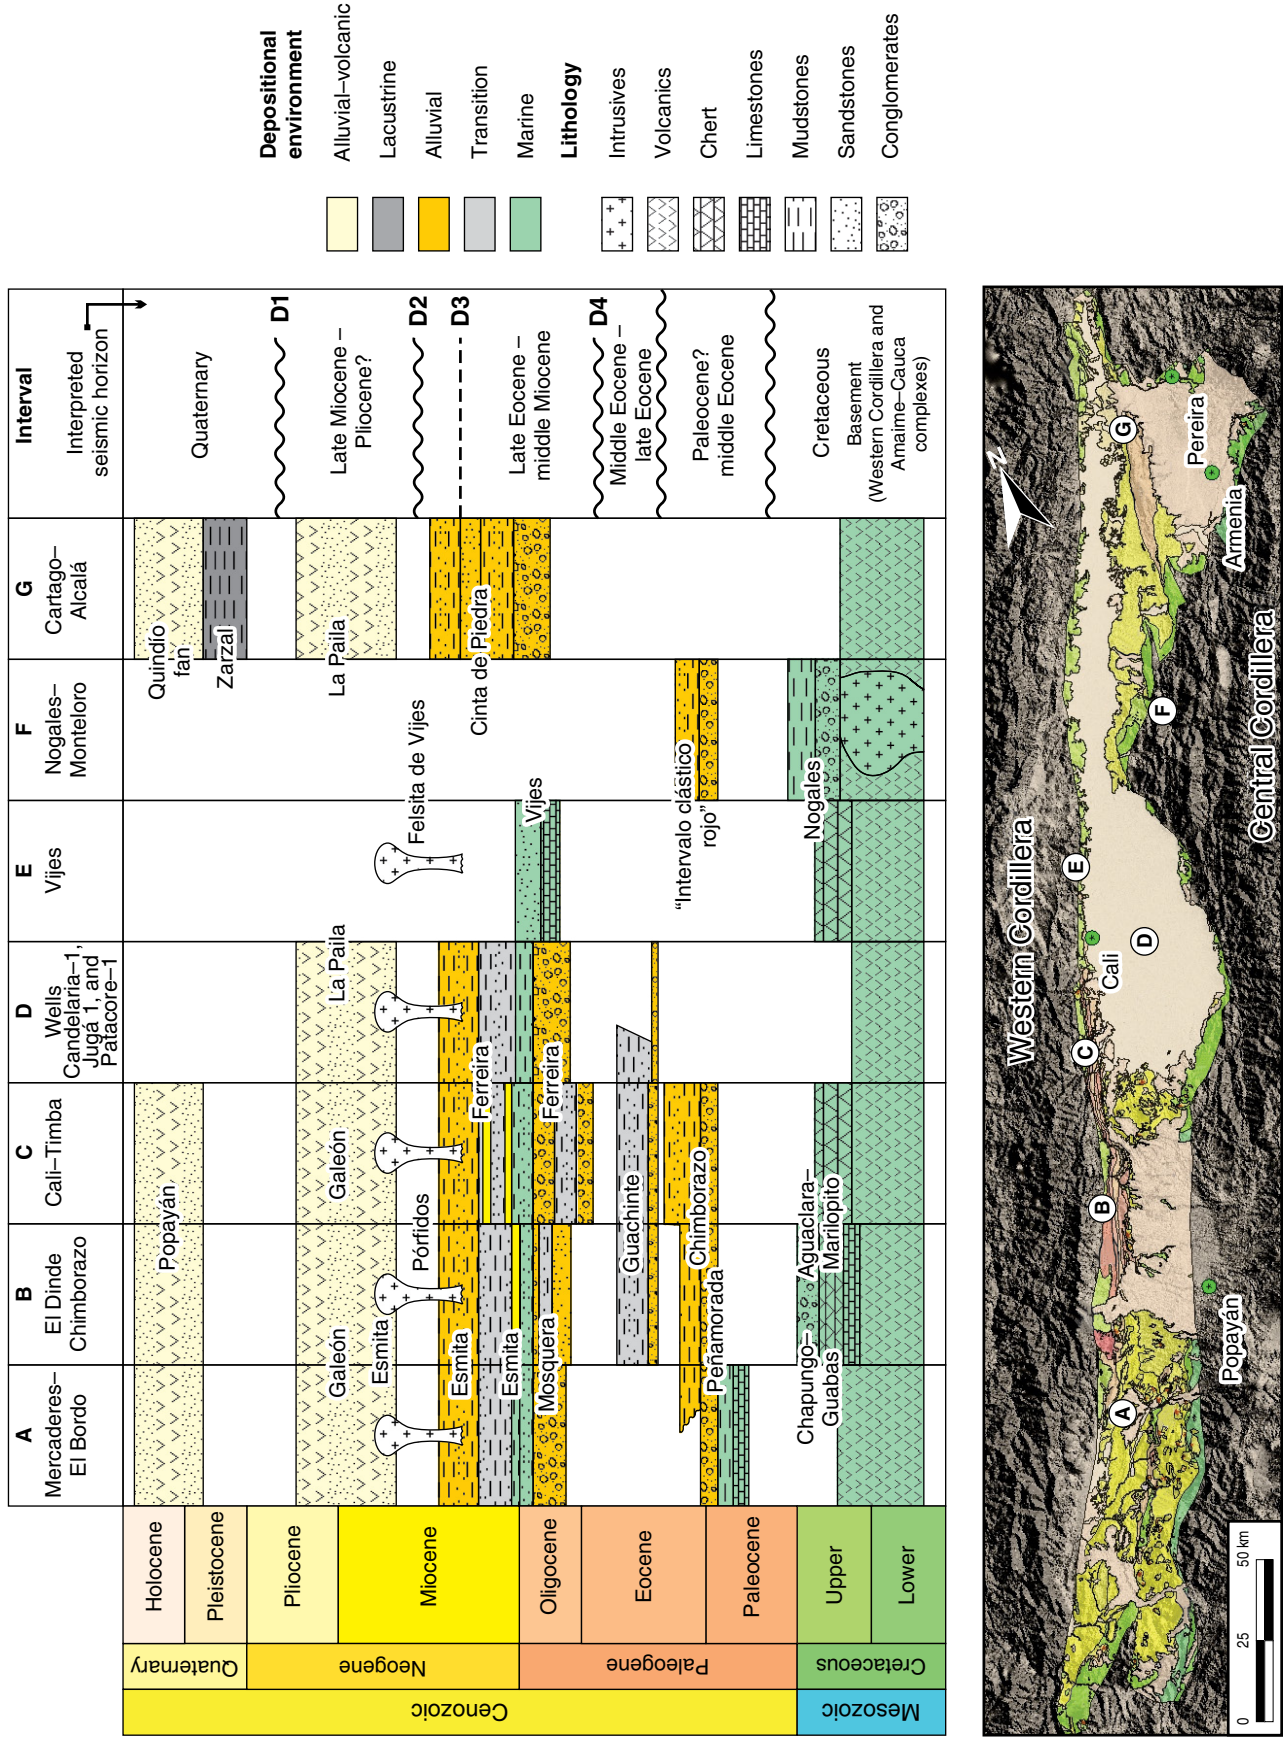 A
Mercaderes–
El Bordo
B
El Dinde
Chimborazo
C
Cali–Timba
D
Wells
Candelaria–1,
Jugá 1, and
Patacore–1
E
Vijes
F
Nogales–
Monteloro
G
Cartago–
Alcalá
Interval
Interpreted
seismic horizon
Cenozoic
Mesozoic
Quaternary
Neogene
Paleogene
Cretaceous
Holocene
Pleistocene
Pliocene
Miocene
Oligocene
Eocene
Paleocene
Upper
Lower
Popayán
Quindío
fan
Zarzal
Galeón
Galeón
La Paila
La Paila
Esmita
Pórfidos
Felsita de Vijes
Esmita
Ferreira
Cinta de Piedra
Esmita
Mosquera
Ferreira
Vijes
Guachinte
Chimborazo
Peñamorada
“Intervalo clástico
rojo”
Chapungo–
Guabas
Aguaclara–
Marilopito
Nogales
Quaternary
D1
Late Miocene –
Pliocene?
D2
D3
Late Eocene –
middle Miocene
D4
Middle Eocene –
late Eocene
Paleocene?
middle Eocene
Cretaceous
Basement
(Western Cordillera and
Amaime–Cauca
complexes)
Depositional
environment
Alluvial–volcanic
Lacustrine
Alluvial
Transition
Marine
Lithology
Intrusives
Volcanics
Chert
Limestones
Mudstones
Sandstones
Conglomerates
Western Cordillera
Central Cordillera
N
A
B
C
D
E
F
G
Popayán
Cali
Armenia
Pereira
0
25
50 km